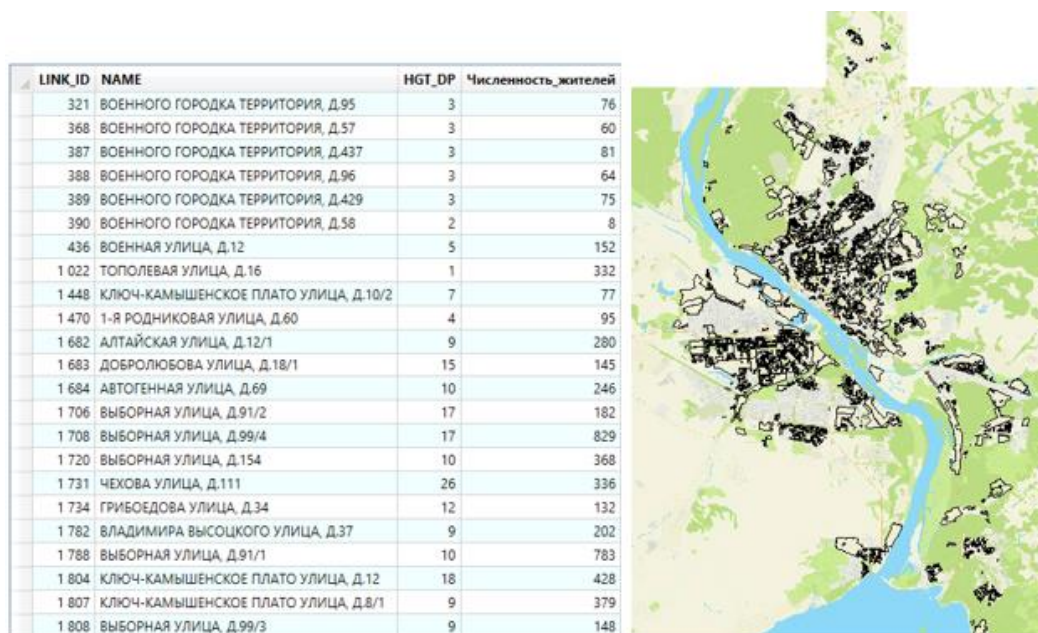 LINK_ID NAME HGT_DP Численность_жителей
321 ВОЕННОГО ГОРОДКА ТЕРРИТОРИЯ, Д.95 3 76
368 ВОЕННОГО ГОРОДКА ТЕРРИТОРИЯ, Д.57 3 60
387 ВОЕННОГО ГОРОДКА ТЕРРИТОРИЯ, Д.437 3 81
388 ВОЕННОГО ГОРОДКА ТЕРРИТОРИЯ, Д.96 3 64
389 ВОЕННОГО ГОРОДКА ТЕРРИТОРИЯ, Д.429 3 75
390 ВОЕННОГО ГОРОДКА ТЕРРИТОРИЯ, Д.58 2 8
436 ВОЕННАЯ УЛИЦА, Д.12 5 152
1 022 ТОПОЛЕВАЯ УЛИЦА, Д.16 1 332
1 448 КЛЮЧ-КАМЫШЕНСКОЕ ПЛАТО УЛИЦА, Д.10/2 7 77
1 470 1-Я РОДНИКОВАЯ УЛИЦА, Д.60 4 95
1 682 АЛТАЙСКАЯ УЛИЦА, Д.12/1 9 280
1 683 ДОБРОЛЮБОВА УЛИЦА, Д.18/1 15 145
1 684 АВТОГЕННАЯ УЛИЦА, Д.69 10 246
1 706 ВЫБОРНАЯ УЛИЦА, Д.91/2 17 182
1 708 ВЫБОРНАЯ УЛИЦА, Д.99/4 17 829
1 720 ВЫБОРНАЯ УЛИЦА, Д.154 10 368
1 731 ЧЕХОВА УЛИЦА, Д.111 26 336
1 734 ГРИБОЕДОВА УЛИЦА, Д.34 12 132
1 782 ВЛАДИМИРА ВЫСОЦКОГО УЛИЦА, Д.37 9 202
1 788 ВЫБОРНАЯ УЛИЦА, Д.91/1 10 783
1 804 КЛЮЧ-КАМЫШЕНСКОЕ ПЛАТО УЛИЦА, Д.12 18 428
1 807 КЛЮЧ-КАМЫШЕНСКОЕ ПЛАТО УЛИЦА, Д.8/1 9 379
1 808 ВЫБОРНАЯ УЛИЦА, Д.99/3 9 148